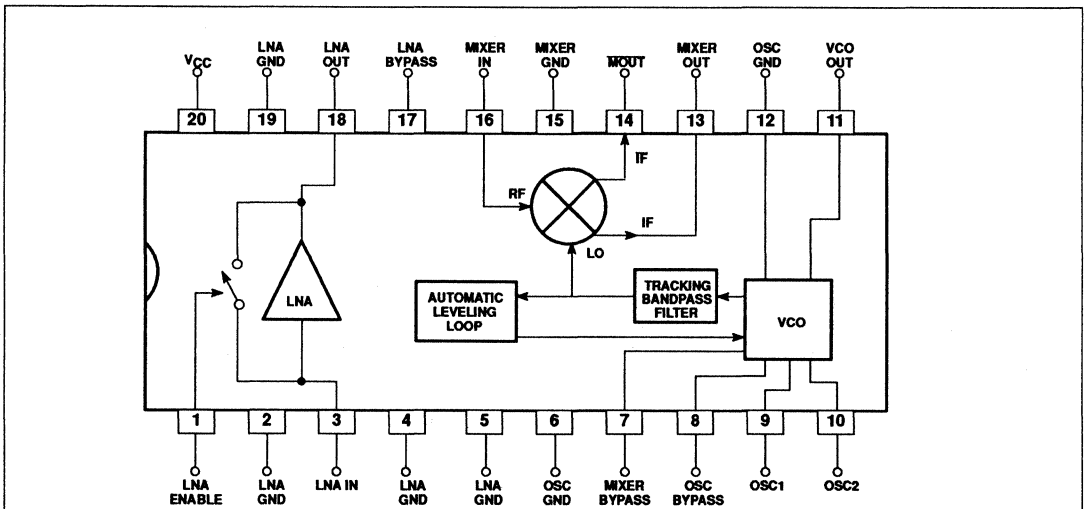 VCC
LNA
GND
LNA
OUT
LNA
BYPASS
MIXER
IN
MIXER
GND
MOUT
MIXER
OUT
OSC
GND
VCO
OUT
20
19
18
17
16
15
14
13
12
11
RF
IF
IF
LO
LNA
AUTOMATIC
LEVELING
LOOP
TRACKING
BANDPASS
FILTER
VCO
1
2
3
4
5
6
7
8
9
10
LNA
ENABLE
LNA
GND
LNA IN
LNA
GND
LNA
GND
OSC
GND
MIXER
BYPASS
OSC
BYPASS
OSC1
OSC2